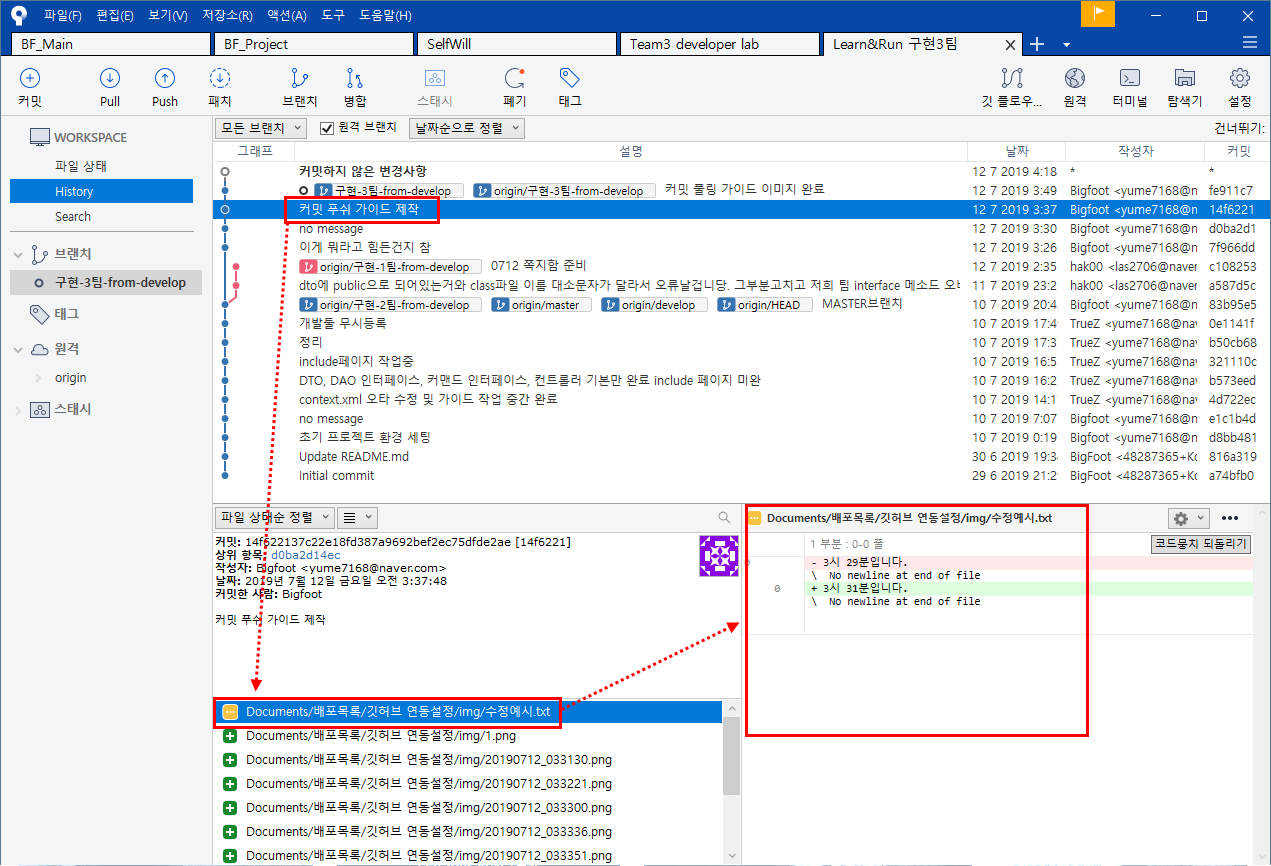 파일(F) 편집(E) 보기(V) 저장소(R) 액션(A) 도구 도움말(H)
BF_Main BF_Project SelfWill Team3 developer lab Learn&Run 구현3팀
커밋 Pull Push 패치 브랜치 병합 스태시 폐기 태그 깃 플로우... 원격 터미널 탐색기 설정
WORKSPACE
파일 상태
History
Search
브랜치
구현-3팀-from-develop
태그
원격
origin
스태시
모든 브랜치 원격 브랜치 날짜순으로 정렬 건너뛰기:
그래프 설명 날짜 작성자 커밋
커밋하지 않은 변경사항 12 7 2019 4:18 * *
구현-3팀-from-develop origin/구현-3팀-from-develop 커밋 풀링 가이드 이미지 완료 12 7 2019 3:49 Bigfoot <yume7168@n fe911c7
커밋 푸쉬 가이드 제작 12 7 2019 3:37 Bigfoot <yume7168@n 14f6221
no message 12 7 2019 3:30 Bigfoot <yume7168@n d0ba2d1
이게 뭐라고 힘든건지 참 12 7 2019 3:26 Bigfoot <yume7168@n 7f966dd
origin/구현-1팀-from-develop 0712 쪽지함 준비 12 7 2019 2:35 hak00 <las2706@naver c108253
dto에 public으로 되어있는거와 class파일 이름 대소문자가 달라서 오류날겁니당. 그부분고치고 저희 팀 interface 메소드 오버 11 7 2019 23:2 hak00 <las2706@naver a587d5c
origin/구현-2팀-from-develop origin/master origin/develop origin/HEAD MASTER브랜치 10 7 2019 20:4 Bigfoot <yume7168@n 83b95e5
개발툴 무시등록 10 7 2019 17:4 TrueZ <yume7168@nav 0e1141f
정리 10 7 2019 17:3 TrueZ <yume7168@nav b50cb68
include페이지 작업중 10 7 2019 16:5 TrueZ <yume7168@nav 321110c
DTO, DAO 인터페이스, 커맨드 인터페이스, 컨트롤러 기본만 완료 include 페이지 미완 10 7 2019 16:2 TrueZ <yume7168@nav b573eed
context.xml 오타 수정 및 가이드 작업 중간 완료 10 7 2019 14:1 TrueZ <yume7168@nav 4d722ec
no message 10 7 2019 7:07 Bigfoot <yume7168@n e1c1b4d
초기 프로젝트 환경 세팅 10 7 2019 0:19 Bigfoot <yume7168@n d8bb481
Update README.md 30 6 2019 19:3 BigFoot <48287365+Kc 816a319
Initial commit 29 6 2019 21:2 BigFoot <48287365+Kc a74bfb0
파일 상태순 정렬
커밋: 14f622137c22e18fd387a9692bef2ec75dfde2ae [14f6221]
상위 항목: d0ba2d14ec
작성자: Bigfoot <yume7168@naver.com>
날짜: 2019년 7월 12일 금요일 오전 3:37:48
커밋한 사람: Bigfoot
커밋 푸쉬 가이드 제작
Documents/배포목록/깃허브 연동설정/img/수정예시.txt
Documents/배포목록/깃허브 연동설정/img/1.png
Documents/배포목록/깃허브 연동설정/img/20190712_033130.png
Documents/배포목록/깃허브 연동설정/img/20190712_033221.png
Documents/배포목록/깃허브 연동설정/img/20190712_033300.png
Documents/배포목록/깃허브 연동설정/img/20190712_033336.png
Documents/배포목록/깃허브 연동설정/img/20190712_033351.png
Documents/배포목록/깃허브 연동설정/img/수정예시.txt
1 부분 : 0-0 줄 코드뭉치 되돌리기
0 - 3시 29분입니다.
\ No newline at end of file
0 + 3시 31분입니다.
\ No newline at end of file